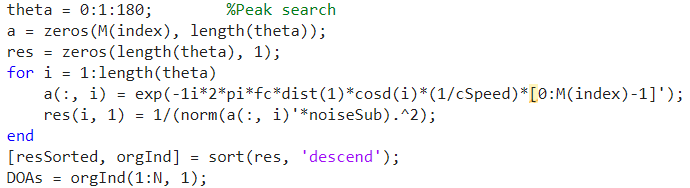 theta = 0:1:180;        %Peak search
a = zeros(M(index), length(theta));
res = zeros(length(theta), 1);
for i = 1:length(theta)
    a(:, i) = exp(-1i*2*pi*fc*dist(1)*cosd(i)*(1/cSpeed)*[0:M(index)-1]');
    res(i, 1) = 1/(norm(a(:, i)'*noiseSub).^2);
end
[resSorted, orgInd] = sort(res, 'descend');
DOAs = orgInd(1:N, 1);